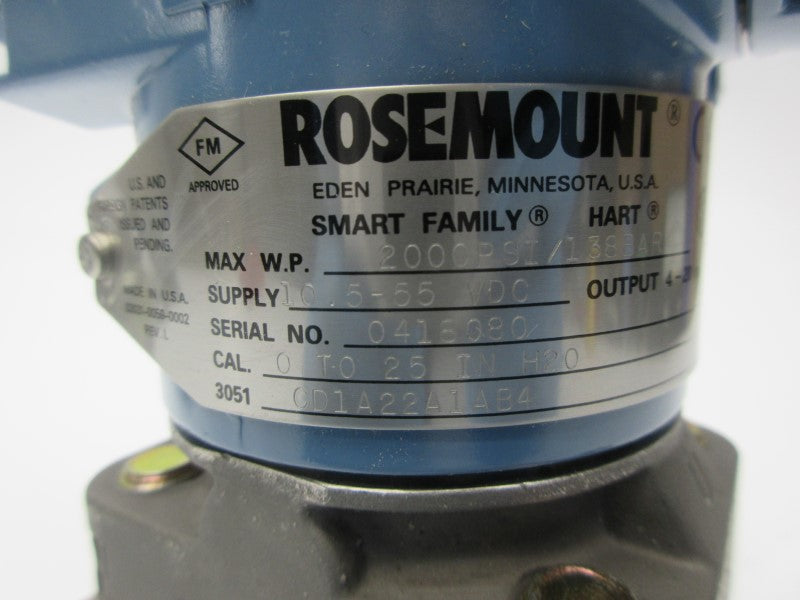 FM
APPROVED
ROSEMOUNT®
EDEN PRAIRIE, MINNESOTA, U.S.A.
SMART FAMILY® HART®
U.S. AND
FOREIGN PATENTS
ISSUED AND
PENDING.
MADE IN U.S.A.
REV. L
MAX W.P. 2000PSI/138BAR
SUPPLY 10.5-55 VDC OUTPUT 4-20
SERIAL NO.
CAL. 0 TO 25 IN H2O
3051 CD1A22A1AB4